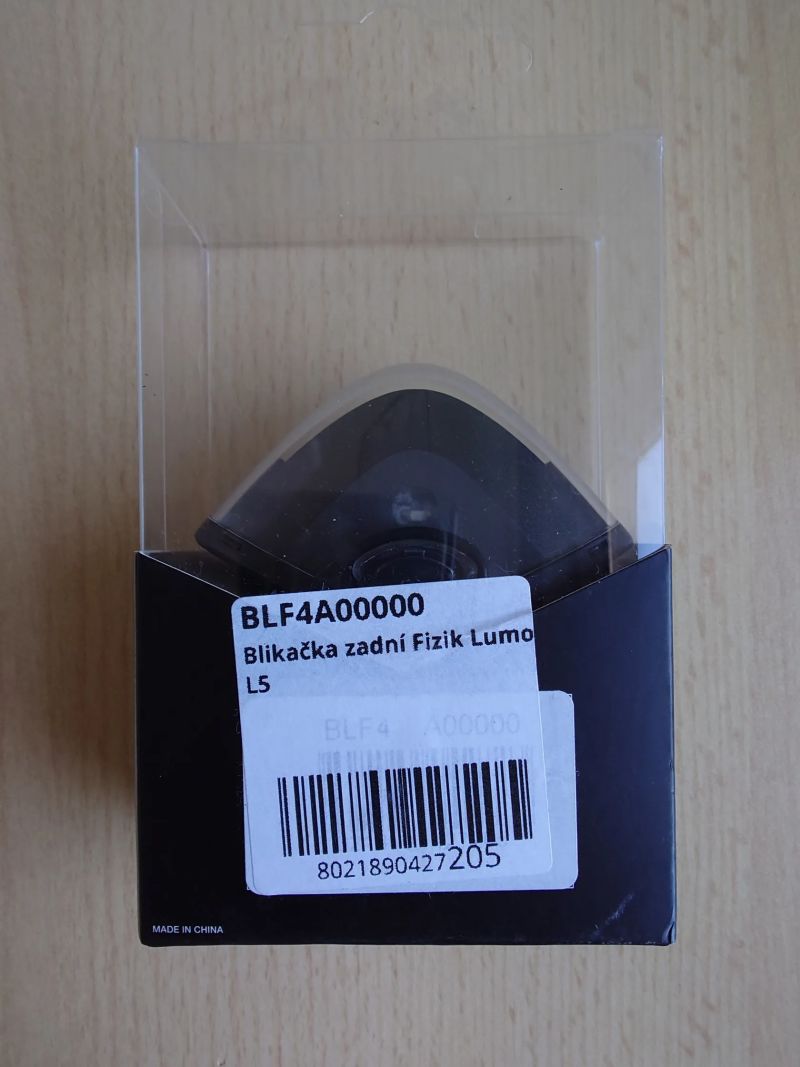 BLF4A00000
Blikačka zadní Fizik Lumo
L5
BLF4 A00000
8021890427205
MADE IN CHINA